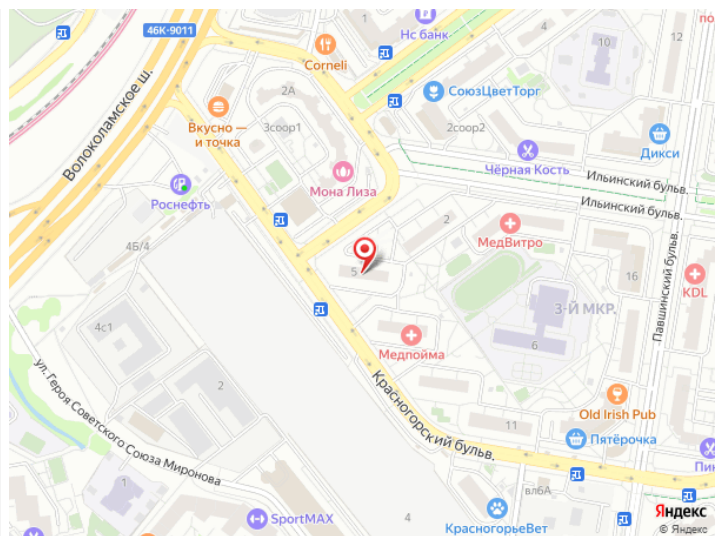 46К-9011
Нс банк
по
12
10
Corneli
Волоколамское ш.
2А
СоюзЦветТорг
Вкусно —
и точка
3соор1
2соор2
Дикси
Чёрная Кость
Мона Лиза
Ильинский бульв.
Роснефть
Ильинский бульв.
2
МедВитро
4Б/4
5
16
KDL
Павшинский бульв.
3-Й МКР.
4с1
6
Медпойма
2
Красногорский бульв.
Old Irish Pub
11
Пятёрочка
ул. Героя Советского Союза Миронова
Пин
1
вл6А
SportMAX
4
КрасногорьеВет
Яндекс
© Яндекс